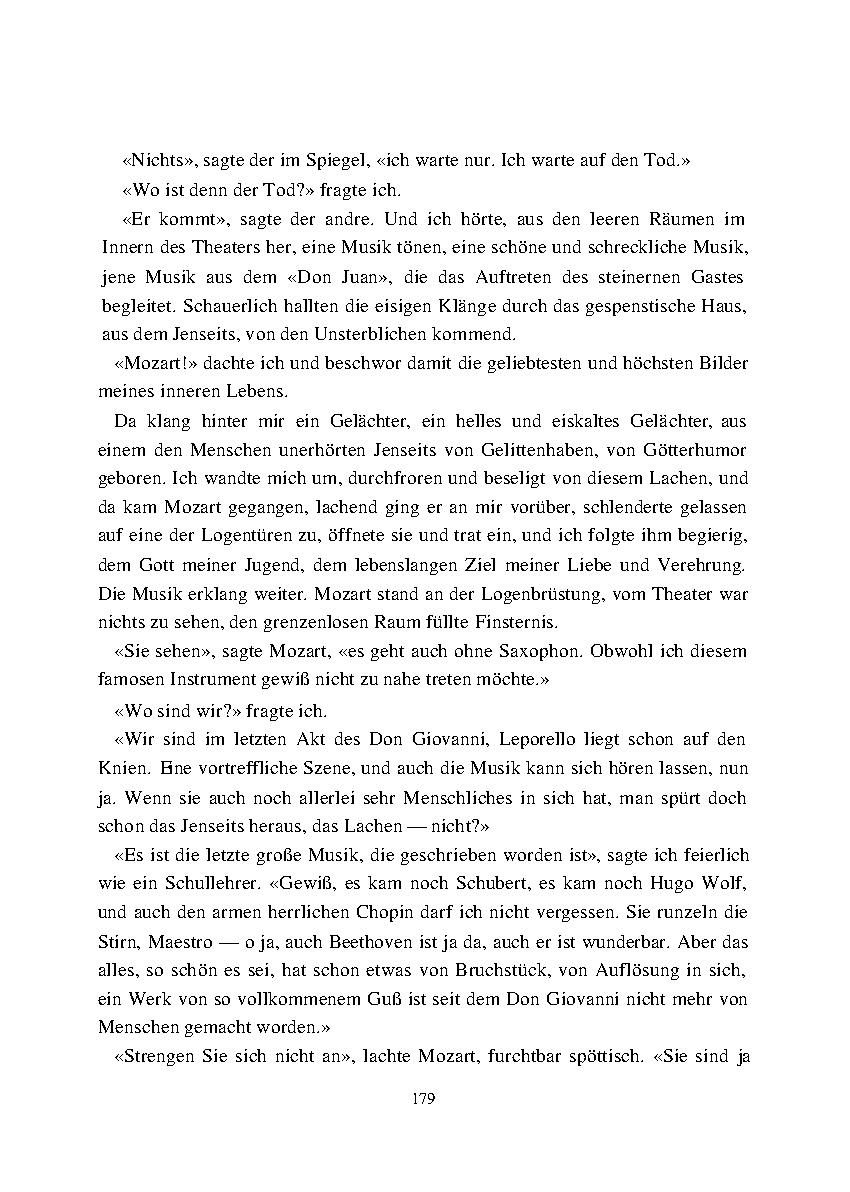 «Nichts», sagte der im Spiegel, «ich warte nur. Ich warte auf den Tod.»
«Wo ist denn der Tod?» fragte ich.
«Er kommt», sagte der andre. Und ich hörte, aus den leeren Räumen im
Innern des Theaters her, eine Musik tönen, eine schöne und schreckliche Musik,
jene Musik aus dem «Don Juan», die das Auftreten des steinernen Gastes
begleitet. Schauerlich hallten die eisigen Klänge durch das gespenstische Haus,
aus dem Jenseits, von den Unsterblichen kommend.
«Mozart!» dachte ich und beschwor damit die geliebtesten und höchsten Bilder
meines inneren Lebens.
Da klang hinter mir ein Gelächter, ein helles und eiskaltes Gelächter, aus
einem den Menschen unerhörten Jenseits von Gelittenhaben, von Götterhumor
geboren. Ich wandte mich um, durchfroren und beseligt von diesem Lachen, und
da kam Mozart gegangen, lachend ging er an mir vorüber, schlenderte gelassen
auf eine der Logentüren zu, öffnete sie und trat ein, und ich folgte ihm begierig,
dem Gott meiner Jugend, dem lebenslangen Ziel meiner Liebe und Verehrung.
Die Musik erklang weiter. Mozart stand an der Logenbrüstung, vom Theater war
nichts zu sehen, den grenzenlosen Raum füllte Finsternis.
«Sie sehen», sagte Mozart, «es geht auch ohne Saxophon. Obwohl ich diesem
famosen Instrument gewiß nicht zu nahe treten möchte.»
«Wo sind wir?» fragte ich.
«Wir sind im letzten Akt des Don Giovanni, Leporello liegt schon auf den
Knien. Eine vortreffliche Szene, und auch die Musik kann sich hören lassen, nun
ja. Wenn sie auch noch allerlei sehr Menschliches in sich hat, man spürt doch
schon das Jenseits heraus, das Lachen — nicht?»
«Es ist die letzte große Musik, die geschrieben worden ist», sagte ich feierlich
wie ein Schullehrer. «Gewiß, es kam noch Schubert, es kam noch Hugo Wolf,
und auch den armen herrlichen Chopin darf ich nicht vergessen. Sie runzeln die
Stirn, Maestro — o ja, auch Beethoven ist ja da, auch er ist wunderbar. Aber das
alles, so schön es sei, hat schon etwas von Bruchstück, von Auflösung in sich,
ein Werk von so vollkommenem Guß ist seit dem Don Giovanni nicht mehr von
Menschen gemacht worden.»
«Strengen Sie sich nicht an», lachte Mozart, furchtbar spöttisch. «Sie sind ja
179